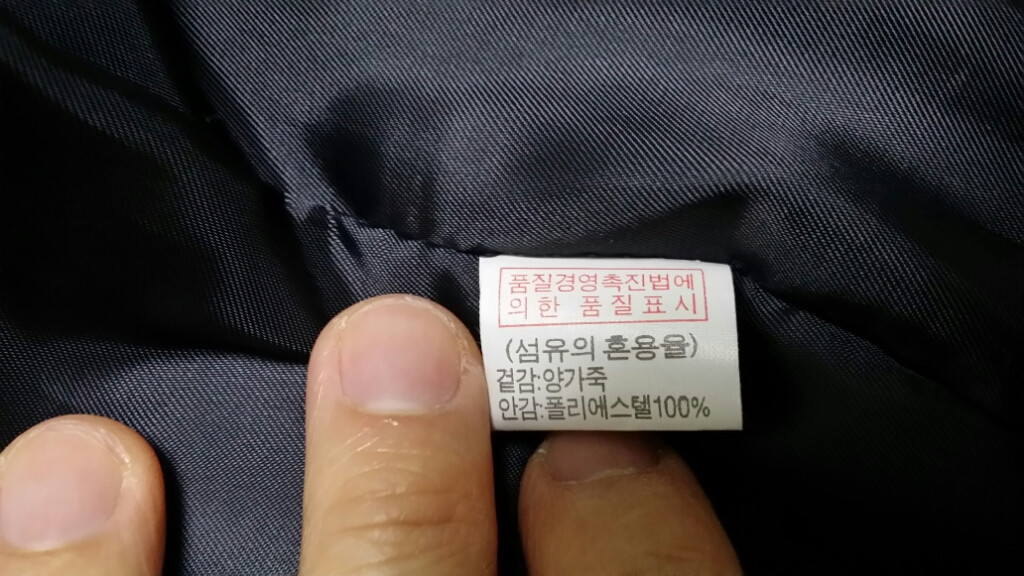 품질경영촉진법에
의한 품질표시
(섬유의 혼용율)
겉감:양가죽
안감:폴리에스텔100%